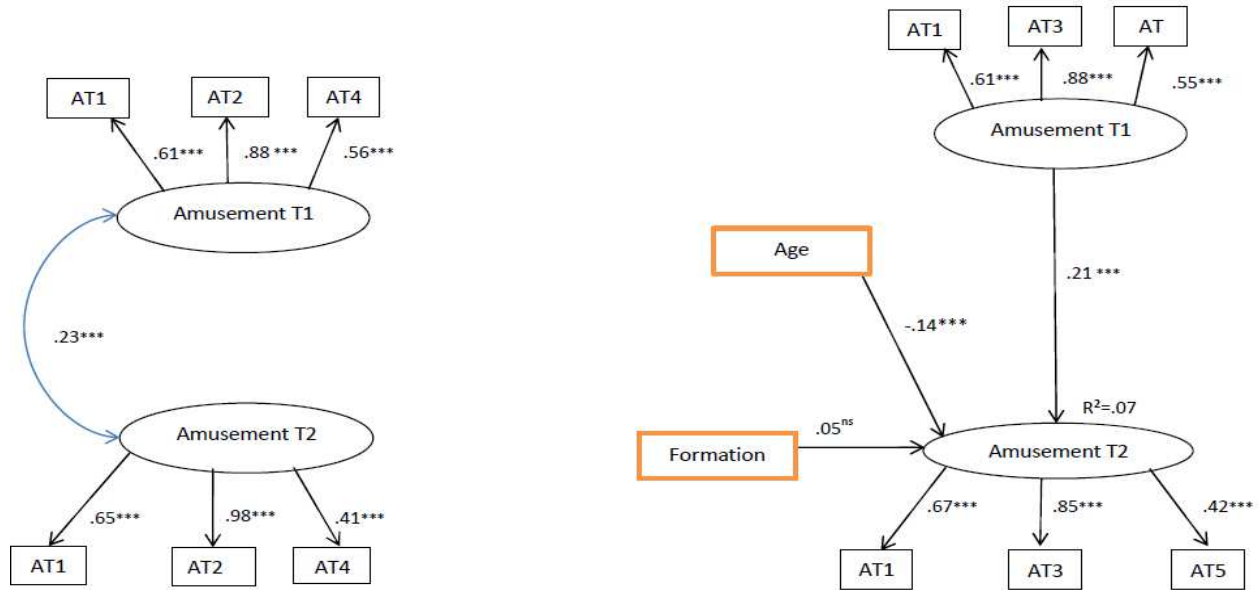 AT1 AT2 AT4
.61*** .88 *** .56***
Amusement T1
.23***
Amusement T2
.65*** .98*** .41***
AT1 AT2 AT4
AT1 AT3 AT
.61*** .88*** .55***
Amusement T1
Age
.21 ***
-.14***
R²=.07
.05ⁿˢ
Formation
Amusement T2
.67*** .85*** .42***
AT1 AT3 AT5